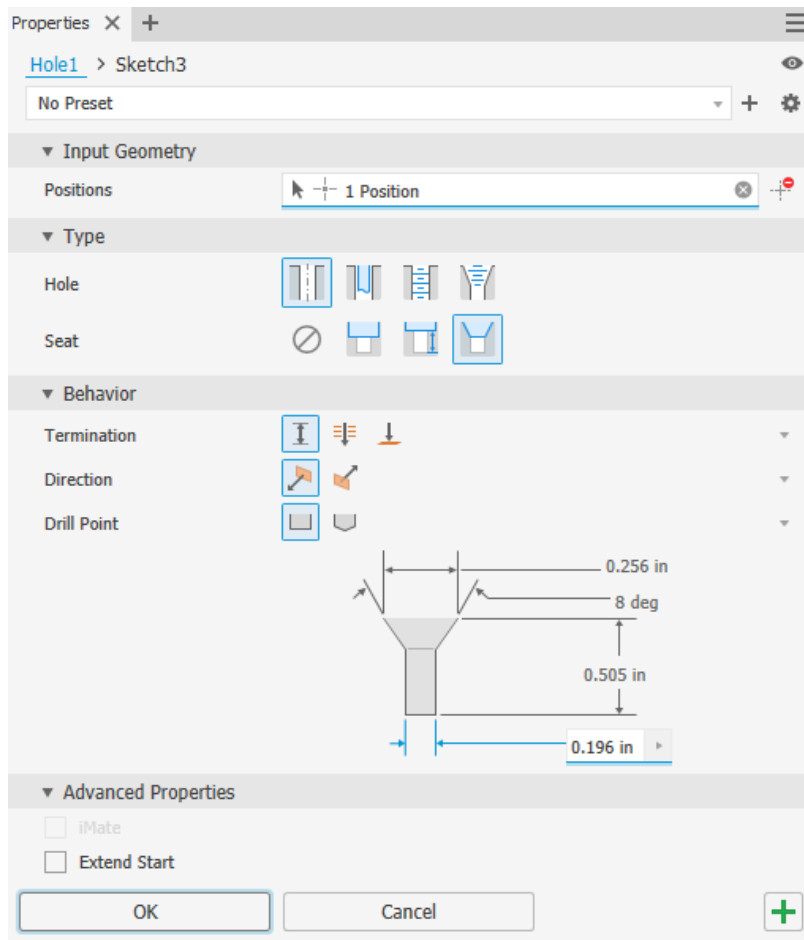 Properties
Hole1 > Sketch3
No Preset
Input Geometry
Positions
1 Position
Type
Hole
Seat
Behavior
Termination
Direction
Drill Point
0.256 in
8 deg
0.505 in
0.196 in
Advanced Properties
iMate
Extend Start
OK
Cancel